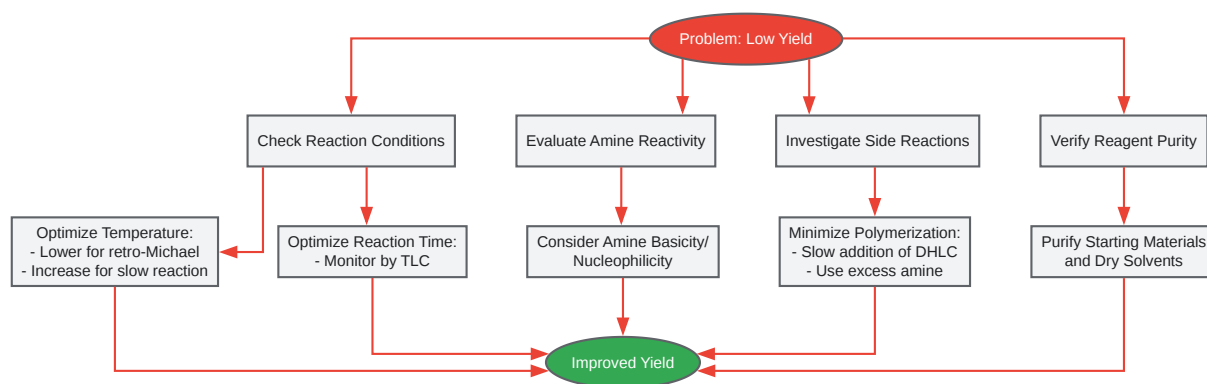 Problem: Low Yield
Check Reaction Conditions
Evaluate Amine Reactivity
Investigate Side Reactions
Verify Reagent Purity
Optimize Temperature:
- Lower for retro-Michael
- Increase for slow reaction
Optimize Reaction Time:
- Monitor by TLC
Consider Amine Basicity/
Nucleophilicity
Minimize Polymerization:
- Slow addition of DHLC
- Use excess amine
Purify Starting Materials
and Dry Solvents
Improved Yield